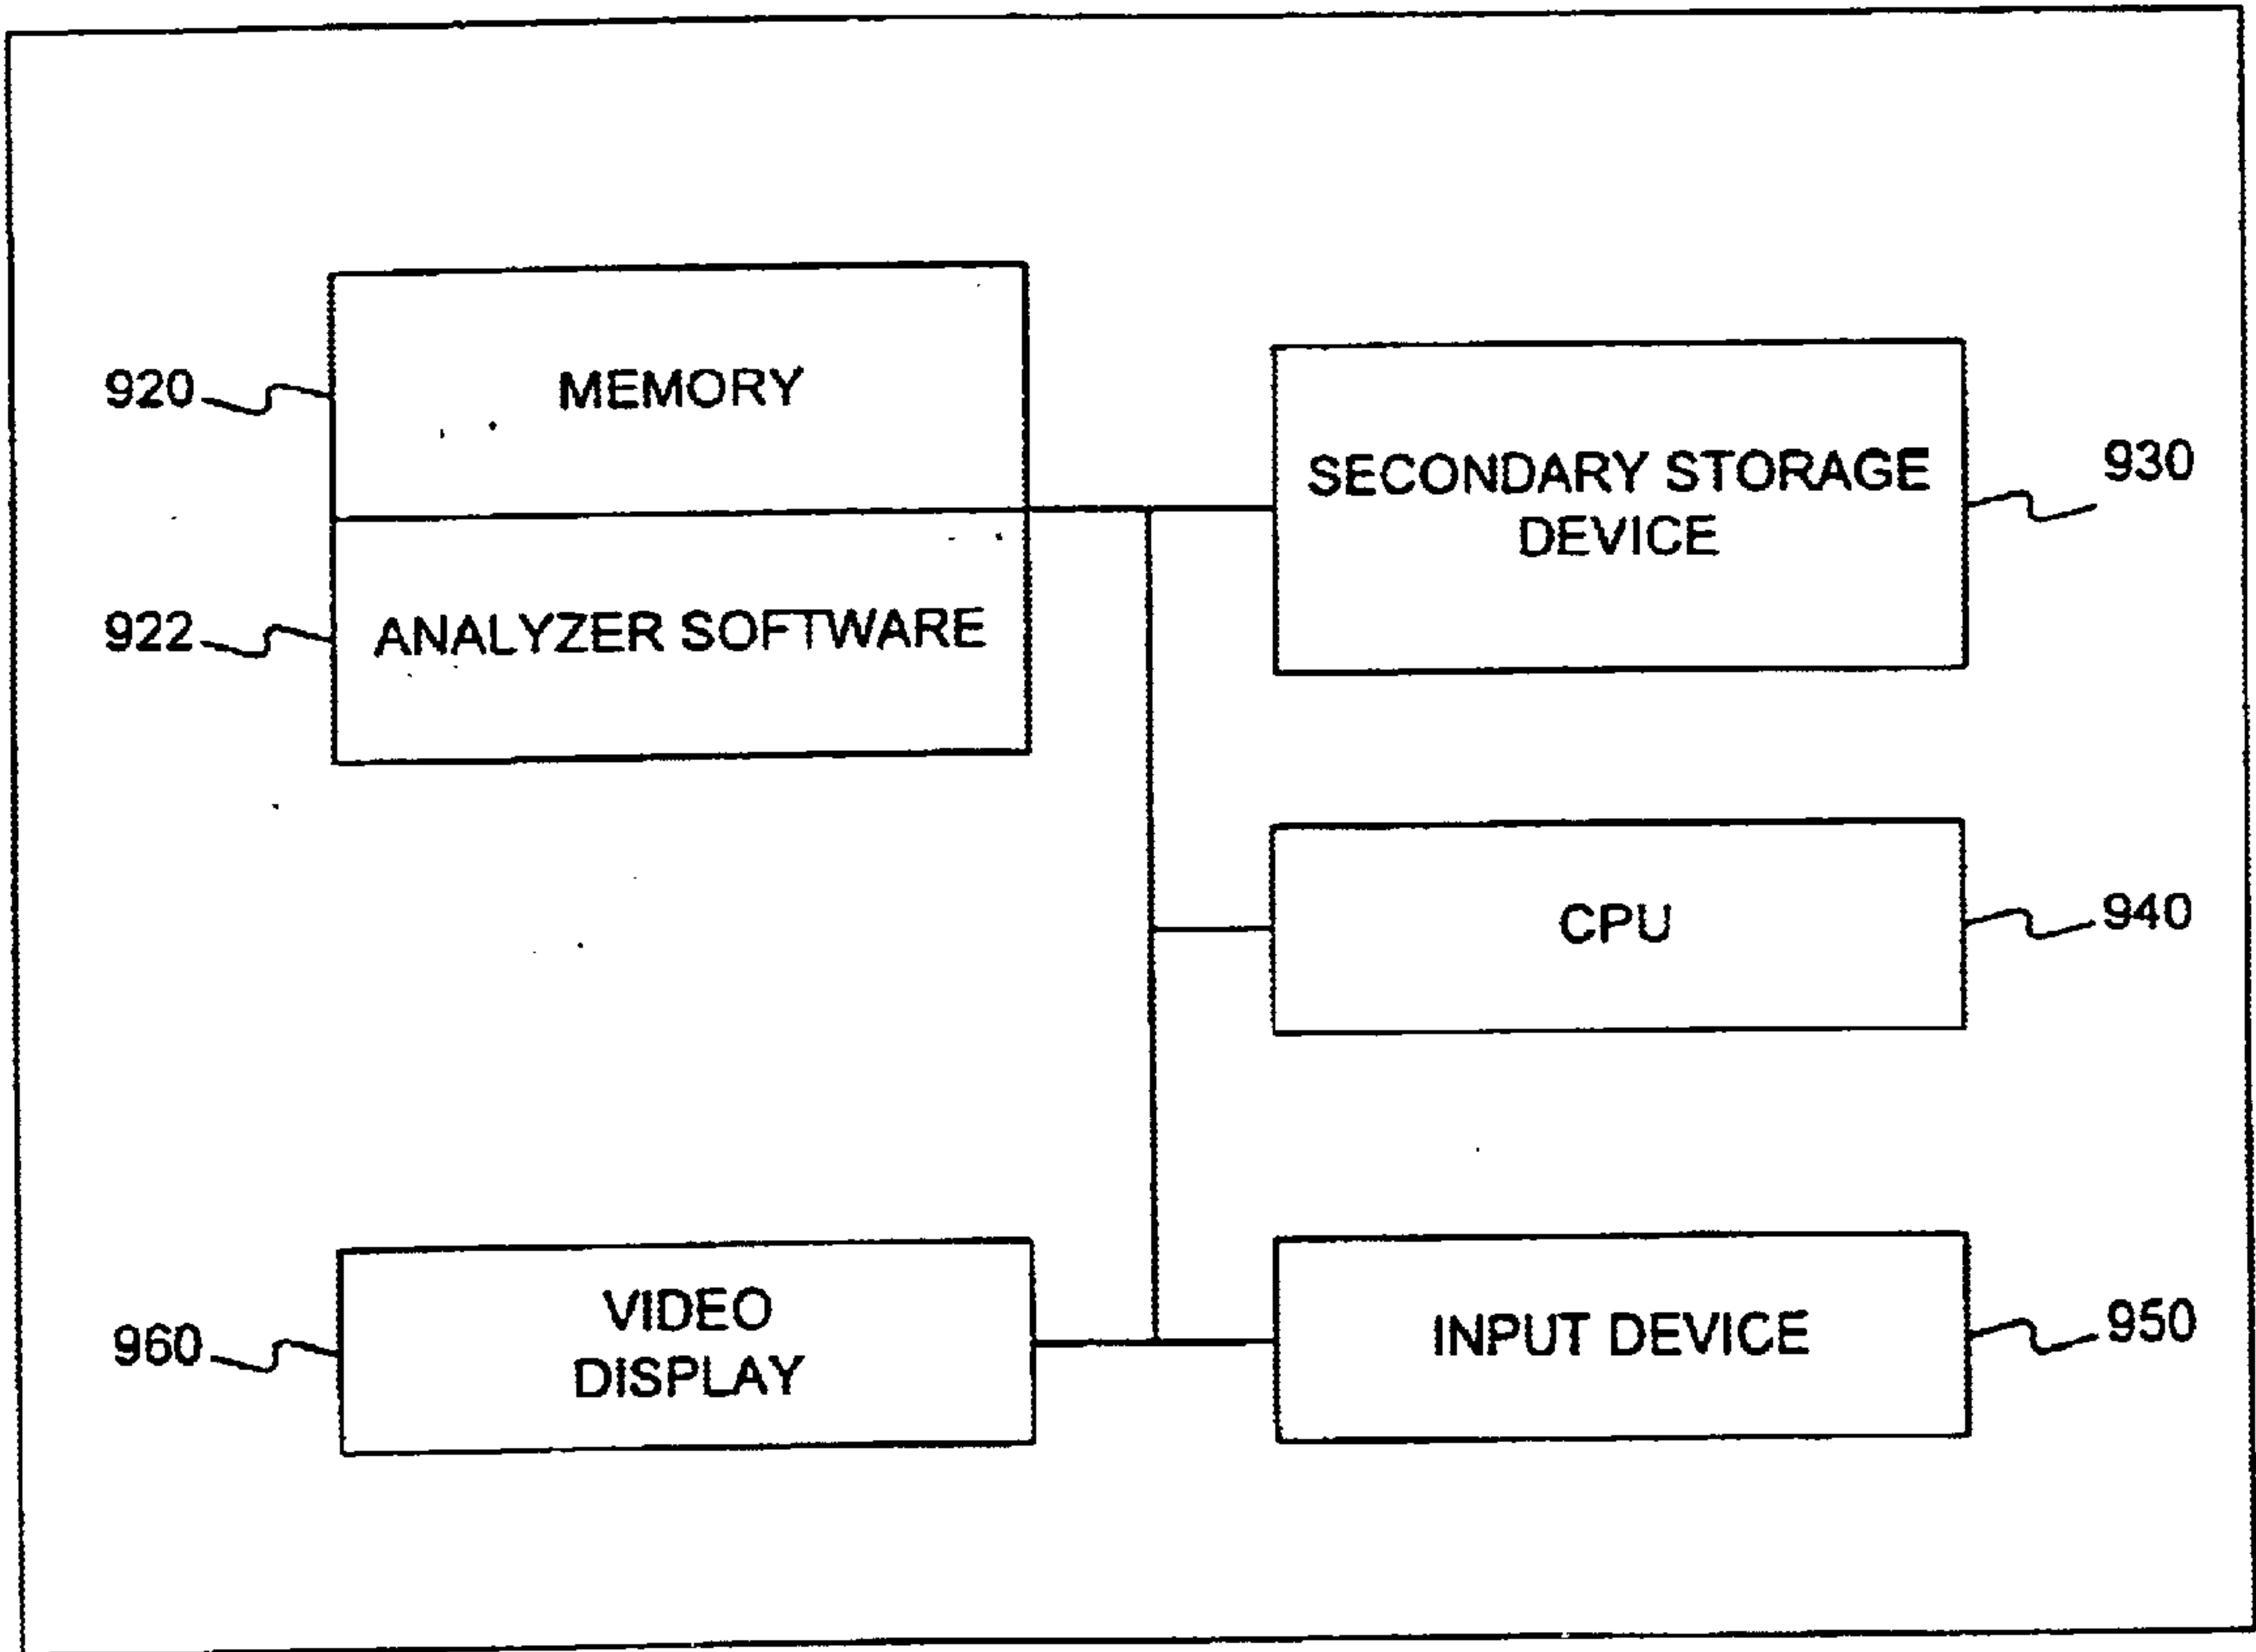 920
MEMORY
SECONDARY STORAGE
DEVICE
930
922
ANALYZER SOFTWARE
CPU
940
960
VIDEO
DISPLAY
INPUT DEVICE
950